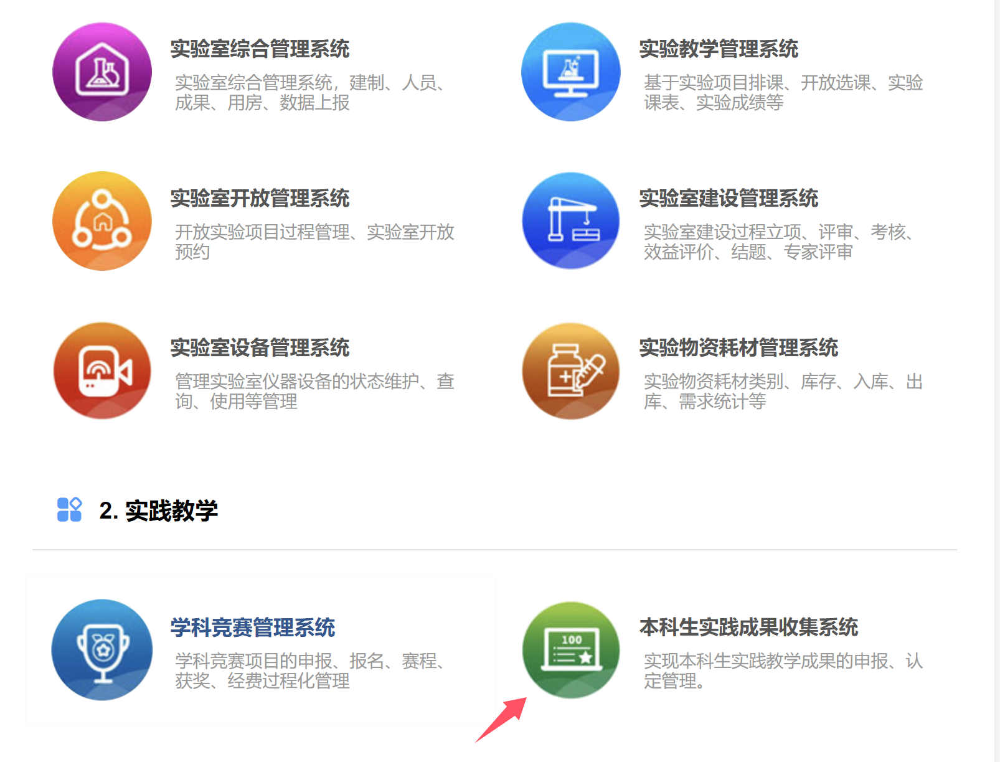 实验室综合管理系统
实验室综合管理系统，建制、人员、
成果、用房、数据上报
实验教学管理系统
基于实验项目排课、开放选课、实验
课表、实验成绩等
实验室开放管理系统
开放实验项目过程管理、实验室开放
预约
实验室建设管理系统
实验室建设过程立项、评审、考核、
效益评价、结题、专家评审
实验室设备管理系统
管理实验室仪器设备的状态维护、查
询、使用等管理
实验物资耗材管理系统
实验物资耗材类别、库存、入库、出
库、需求统计等
2. 实践教学
学科竞赛管理系统
学科竞赛项目的申报、报名、赛程、
获奖、经费过程化管理
100
本科生实践成果收集系统
实现本科生实践教学成果的申报、认
定管理。